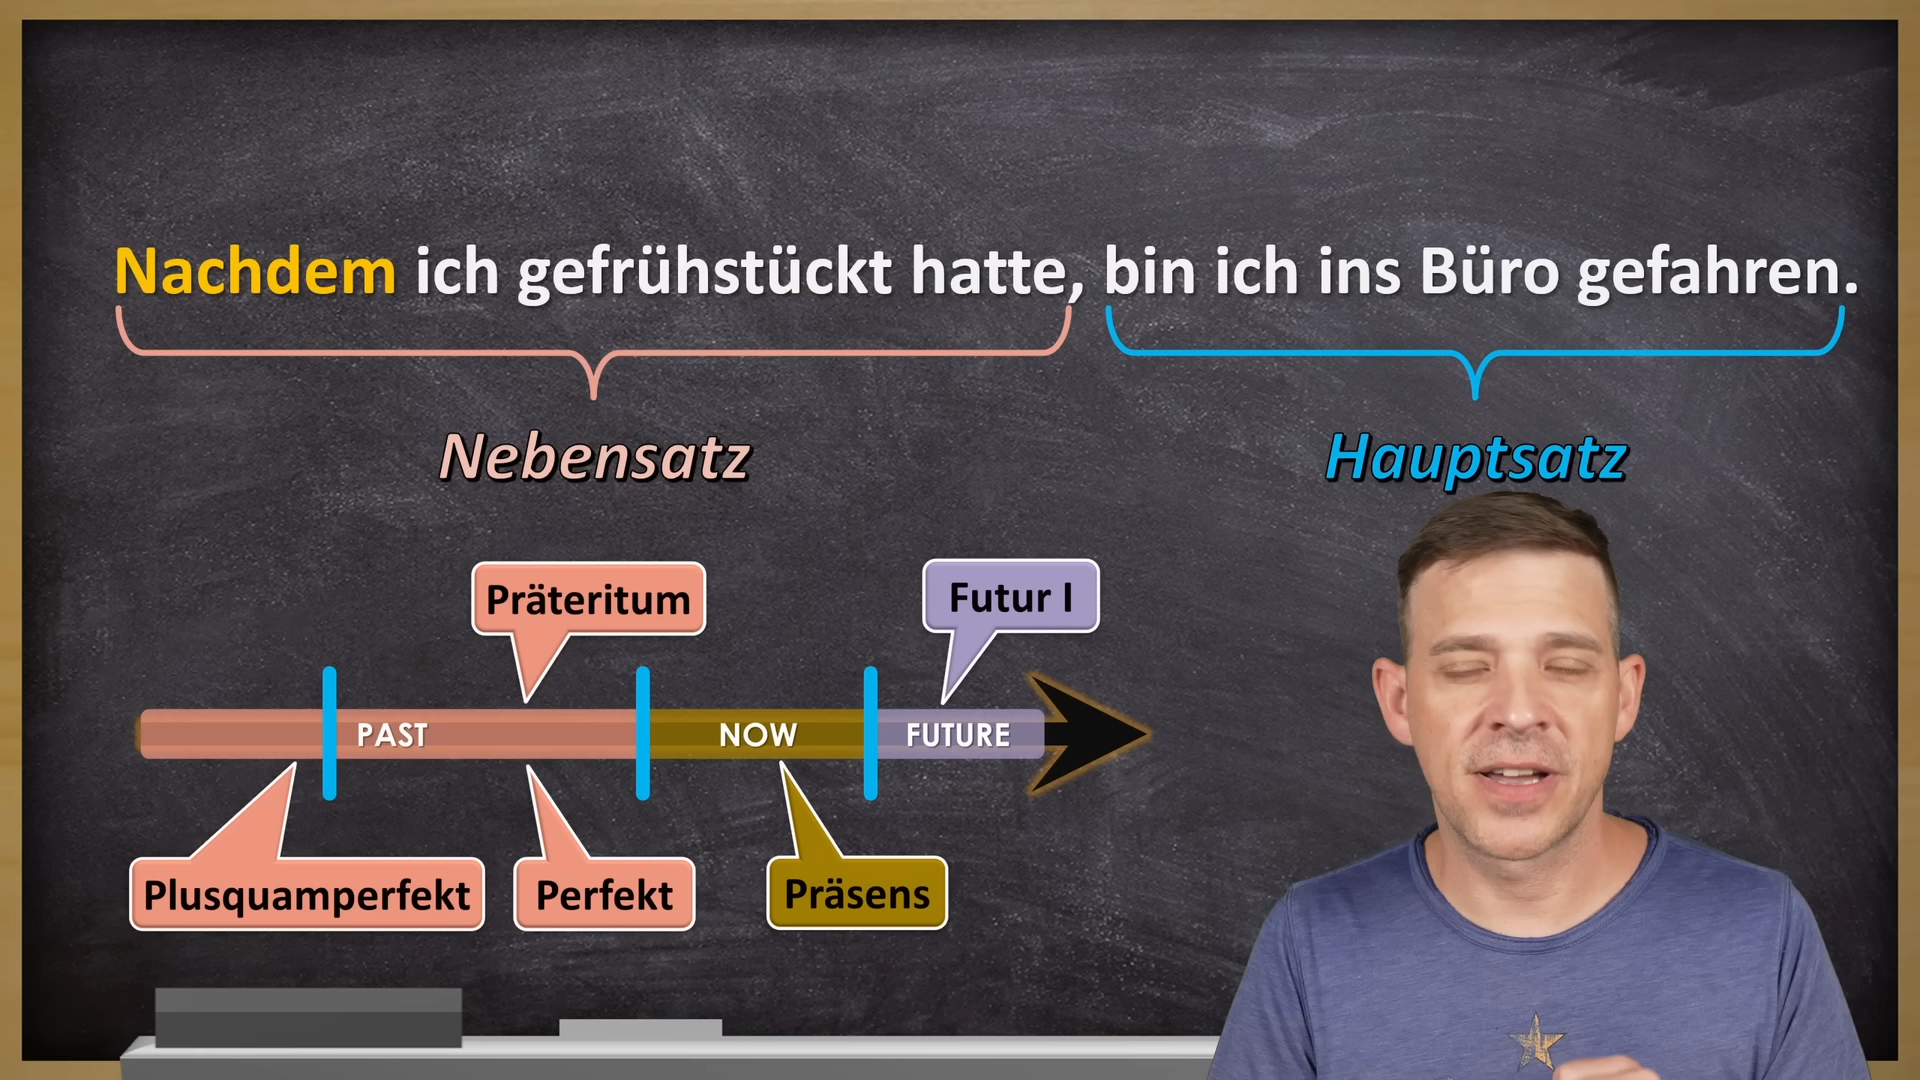 Nachdem ich gefrühstückt hatte, bin ich ins Büro gefahren.
Nebensatz
Hauptsatz
Präteritum
Futur I
PAST
NOW
FUTURE
Plusquamperfekt
Perfekt
Präsens